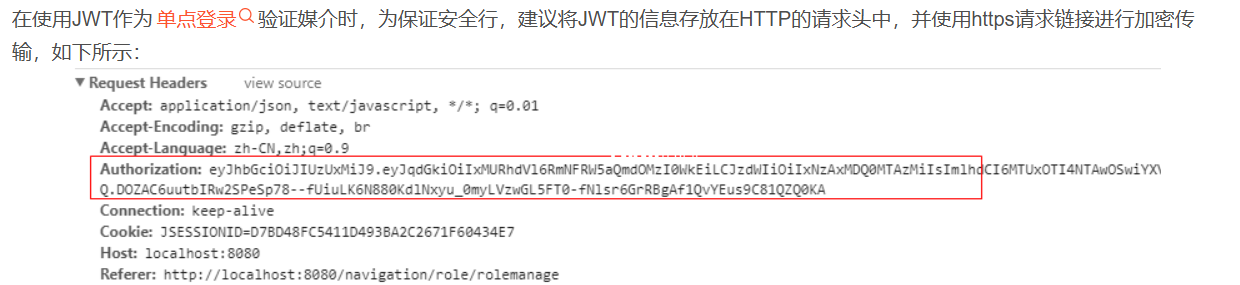 在使用JWT作为 单点登录 验证媒介时，为保证安全行，建议将JWT的信息存放在HTTP的请求头中，并使用https请求链接进行加密传
输，如下所示：
Request Headers view source
Accept: application/json, text/javascript, */*; q=0.01
Accept-Encoding: gzip, deflate, br
Accept-Language: zh-CN,zh;q=0.9
Authorization: eyJhbGciOiJIUzUxMiJ9.eyJqdGkiOiIxMURhdVl6RmNFRW5aQmdOMzI0WkEiLCJzdWIiOiIxNzAxMDQ0MTAzMiIsImlhdCI6MTUxOTI4NTAwOSwiYXV
Q.DOZAC6uutbIRw2SPeSp78--fUiuLK6N880KdlNxyu_0myLVzwGL5FT0-fNlsr6GrRBgAf1QvYEus9C81QZQ0KA
Connection: keep-alive
Cookie: JSESSIONID=D7BD48FC5411D493BA2C2671F60434E7
Host: localhost:8080
Referer: http://localhost:8080/navigation/role/rolemanage